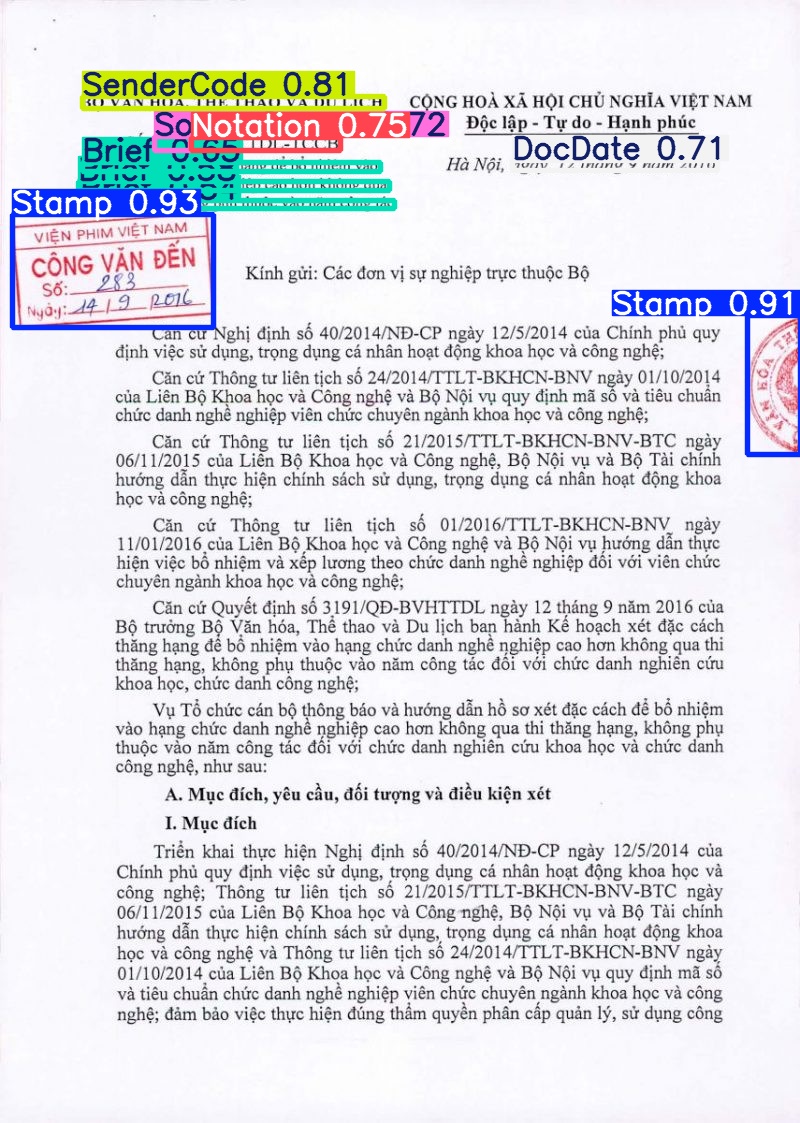 SenderCode 0.81
BỘ VĂN HÓA, THỂ THAO VÀ DU LỊCH
CỘNG HOÀ XÃ HỘI CHỦ NGHĨA VIỆT NAM
Độc lập - Tự do - Hạnh phúc
So
Notation 0.75
72
TDL-TCCB
Brief 0.65
DocDate 0.71
Hà Nội, ngày 12 tháng 9 năm 2016
Stamp 0.93
VIỆN PHIM VIỆT NAM
CÔNG VĂN ĐẾN
Số: 283
Ngày: 14 / 9 /2016
Kính gửi: Các đơn vị sự nghiệp trực thuộc Bộ
Stamp 0.91
VĂN HÓA TH
Căn cứ Nghị định số 40/2014/NĐ-CP ngày 12/5/2014 của Chính phủ quy
định việc sử dụng, trọng dụng cá nhân hoạt động khoa học và công nghệ;
Căn cứ Thông tư liên tịch số 24/2014/TTLT-BKHCN-BNV ngày 01/10/2014
của Liên Bộ Khoa học và Công nghệ và Bộ Nội vụ quy định mã số và tiêu chuẩn
chức danh nghề nghiệp viên chức chuyên ngành khoa học và công nghệ;
Căn cứ Thông tư liên tịch số 21/2015/TTLT-BKHCN-BNV-BTC ngày
06/11/2015 của Liên Bộ Khoa học và Công nghệ, Bộ Nội vụ và Bộ Tài chính
hướng dẫn thực hiện chính sách sử dụng, trọng dụng cá nhân hoạt động khoa
học và công nghệ;
Căn cứ Thông tư liên tịch số 01/2016/TTLT-BKHCN-BNV ngày
11/01/2016 của Liên Bộ Khoa học và Công nghệ và Bộ Nội vụ hướng dẫn thực
hiện việc bổ nhiệm và xếp lương theo chức danh nghề nghiệp đối với viên chức
chuyên ngành khoa học và công nghệ;
Căn cứ Quyết định số 3191/QĐ-BVHTTDL ngày 12 tháng 9 năm 2016 của
Bộ trưởng Bộ Văn hóa, Thể thao và Du lịch ban hành Kế hoạch xét đặc cách
thăng hạng để bổ nhiệm vào hạng chức danh nghề nghiệp cao hơn không qua thi
thăng hạng, không phụ thuộc vào năm công tác đối với chức danh nghiên cứu
khoa học, chức danh công nghệ;
Vụ Tổ chức cán bộ thông báo và hướng dẫn hồ sơ xét đặc cách để bổ nhiệm
vào hạng chức danh nghề nghiệp cao hơn không qua thi thăng hạng, không phụ
thuộc vào năm công tác đối với chức danh nghiên cứu khoa học và chức danh
công nghệ, như sau:
A. Mục đích, yêu cầu, đối tượng và điều kiện xét
I. Mục đích
Triển khai thực hiện Nghị định số 40/2014/NĐ-CP ngày 12/5/2014 của
Chính phủ quy định việc sử dụng, trọng dụng cá nhân hoạt động khoa học và
công nghệ; Thông tư liên tịch số 21/2015/TTLT-BKHCN-BNV-BTC ngày
06/11/2015 của Liên Bộ Khoa học và Công nghệ, Bộ Nội vụ và Bộ Tài chính
hướng dẫn thực hiện chính sách sử dụng, trọng dụng cá nhân hoạt động khoa
học và công nghệ và Thông tư liên tịch số 24/2014/TTLT-BKHCN-BNV ngày
01/10/2014 của Liên Bộ Khoa học và Công nghệ và Bộ Nội vụ quy định mã số
và tiêu chuẩn chức danh nghề nghiệp viên chức chuyên ngành khoa học và công
nghệ; đảm bảo việc thực hiện đúng thẩm quyền phân cấp quản lý, sử dụng công